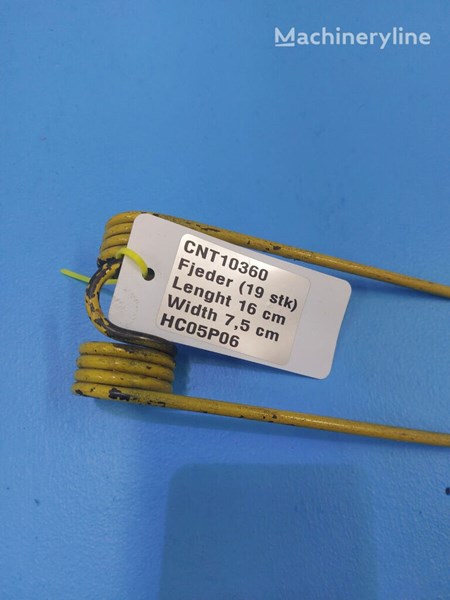 Machineryline
CNT10360
Fjeder (19 stk)
Lenght 16 cm
Width 7,5 cm
HC05P06